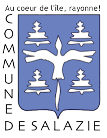 Au coeur de l'île, rayonne!
COMMUNE
DE SALAZIE